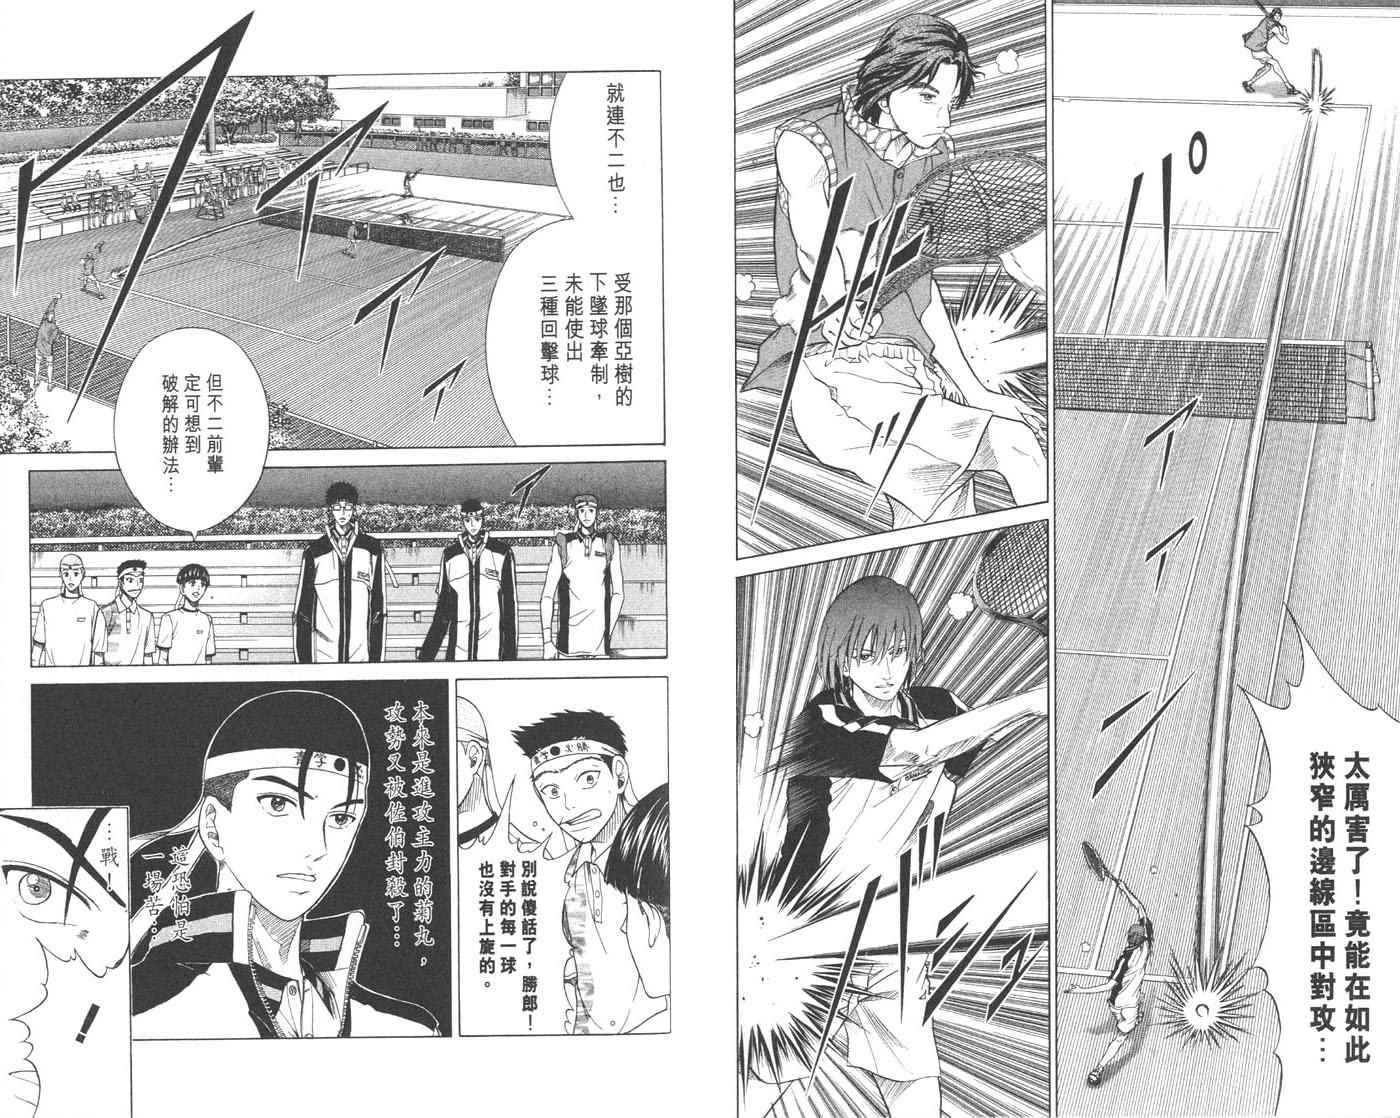 太厲害了！竟能在如此
狹窄的邊線區中對攻…
就連不二也…
受那個亞樹的
下墜球牽制，
未能使出
三種回擊球…
但不二前輩
定可想到
破解的辦法…
別說傻話了，勝郎！
對手的每一球
也沒有上旋的。
必勝
本來是進攻主力的菊丸，
攻勢又被佐伯封殺了…
青学
這恐怕是
一場苦…
…戰！
！